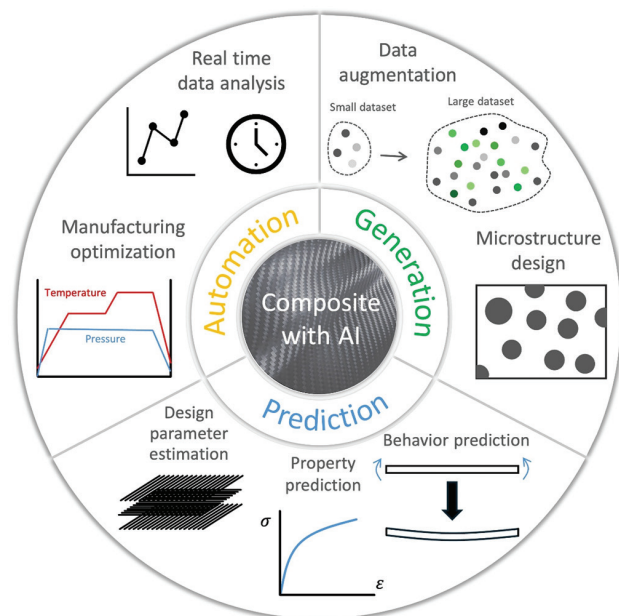 Real time
data analysis
Data
augmentation
Small dataset
Large dataset
Manufacturing
optimization
Temperature
Pressure
Automation
Generation
Composite
with AI
Prediction
Microstructure
design
Design
parameter
estimation
Property
prediction
σ
ε
Behavior prediction